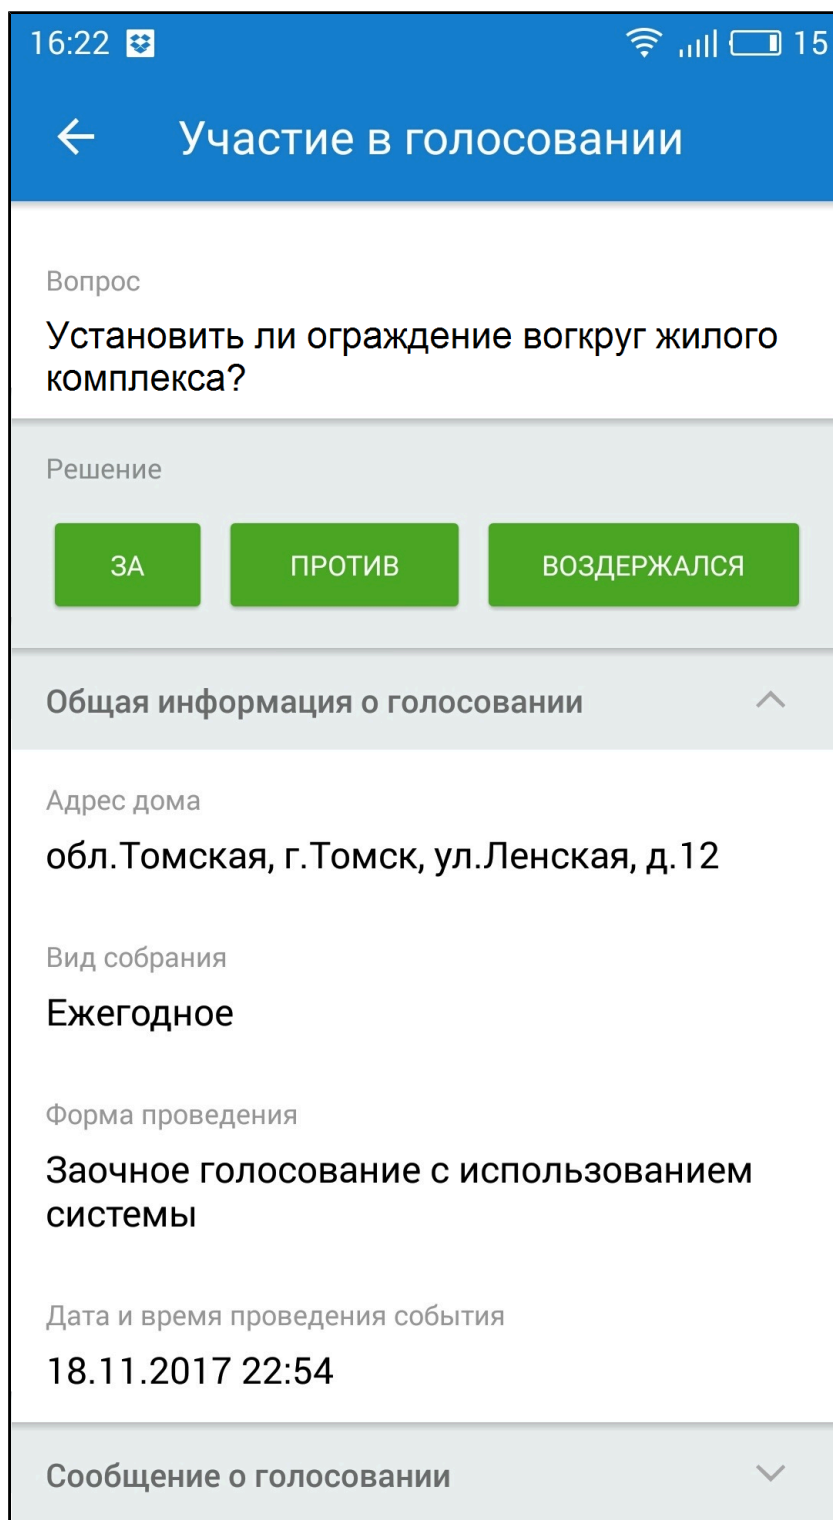 16:22 15
Участие в голосовании
Вопрос
Установить ли ограждение вогкруг жилого
комплекса?
Решение
ЗА ПРОТИВ ВОЗДЕРЖАЛСЯ
Общая информация о голосовании
Адрес дома
обл.Томская, г.Томск, ул.Ленская, д.12
Вид собрания
Ежегодное
Форма проведения
Заочное голосование с использованием
системы
Дата и время проведения события
18.11.2017 22:54
Сообщение о голосовании